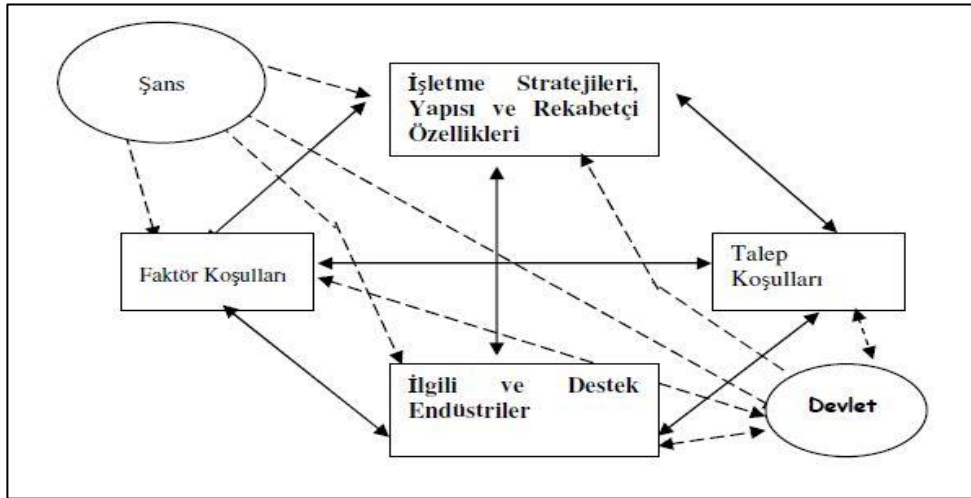 Şans
İşletme Stratejileri,
Yapısı ve Rekabetçi
Özellikleri
Faktör Koşulları
Talep
Koşulları
İlgili ve Destek
Endüstriler
Devlet